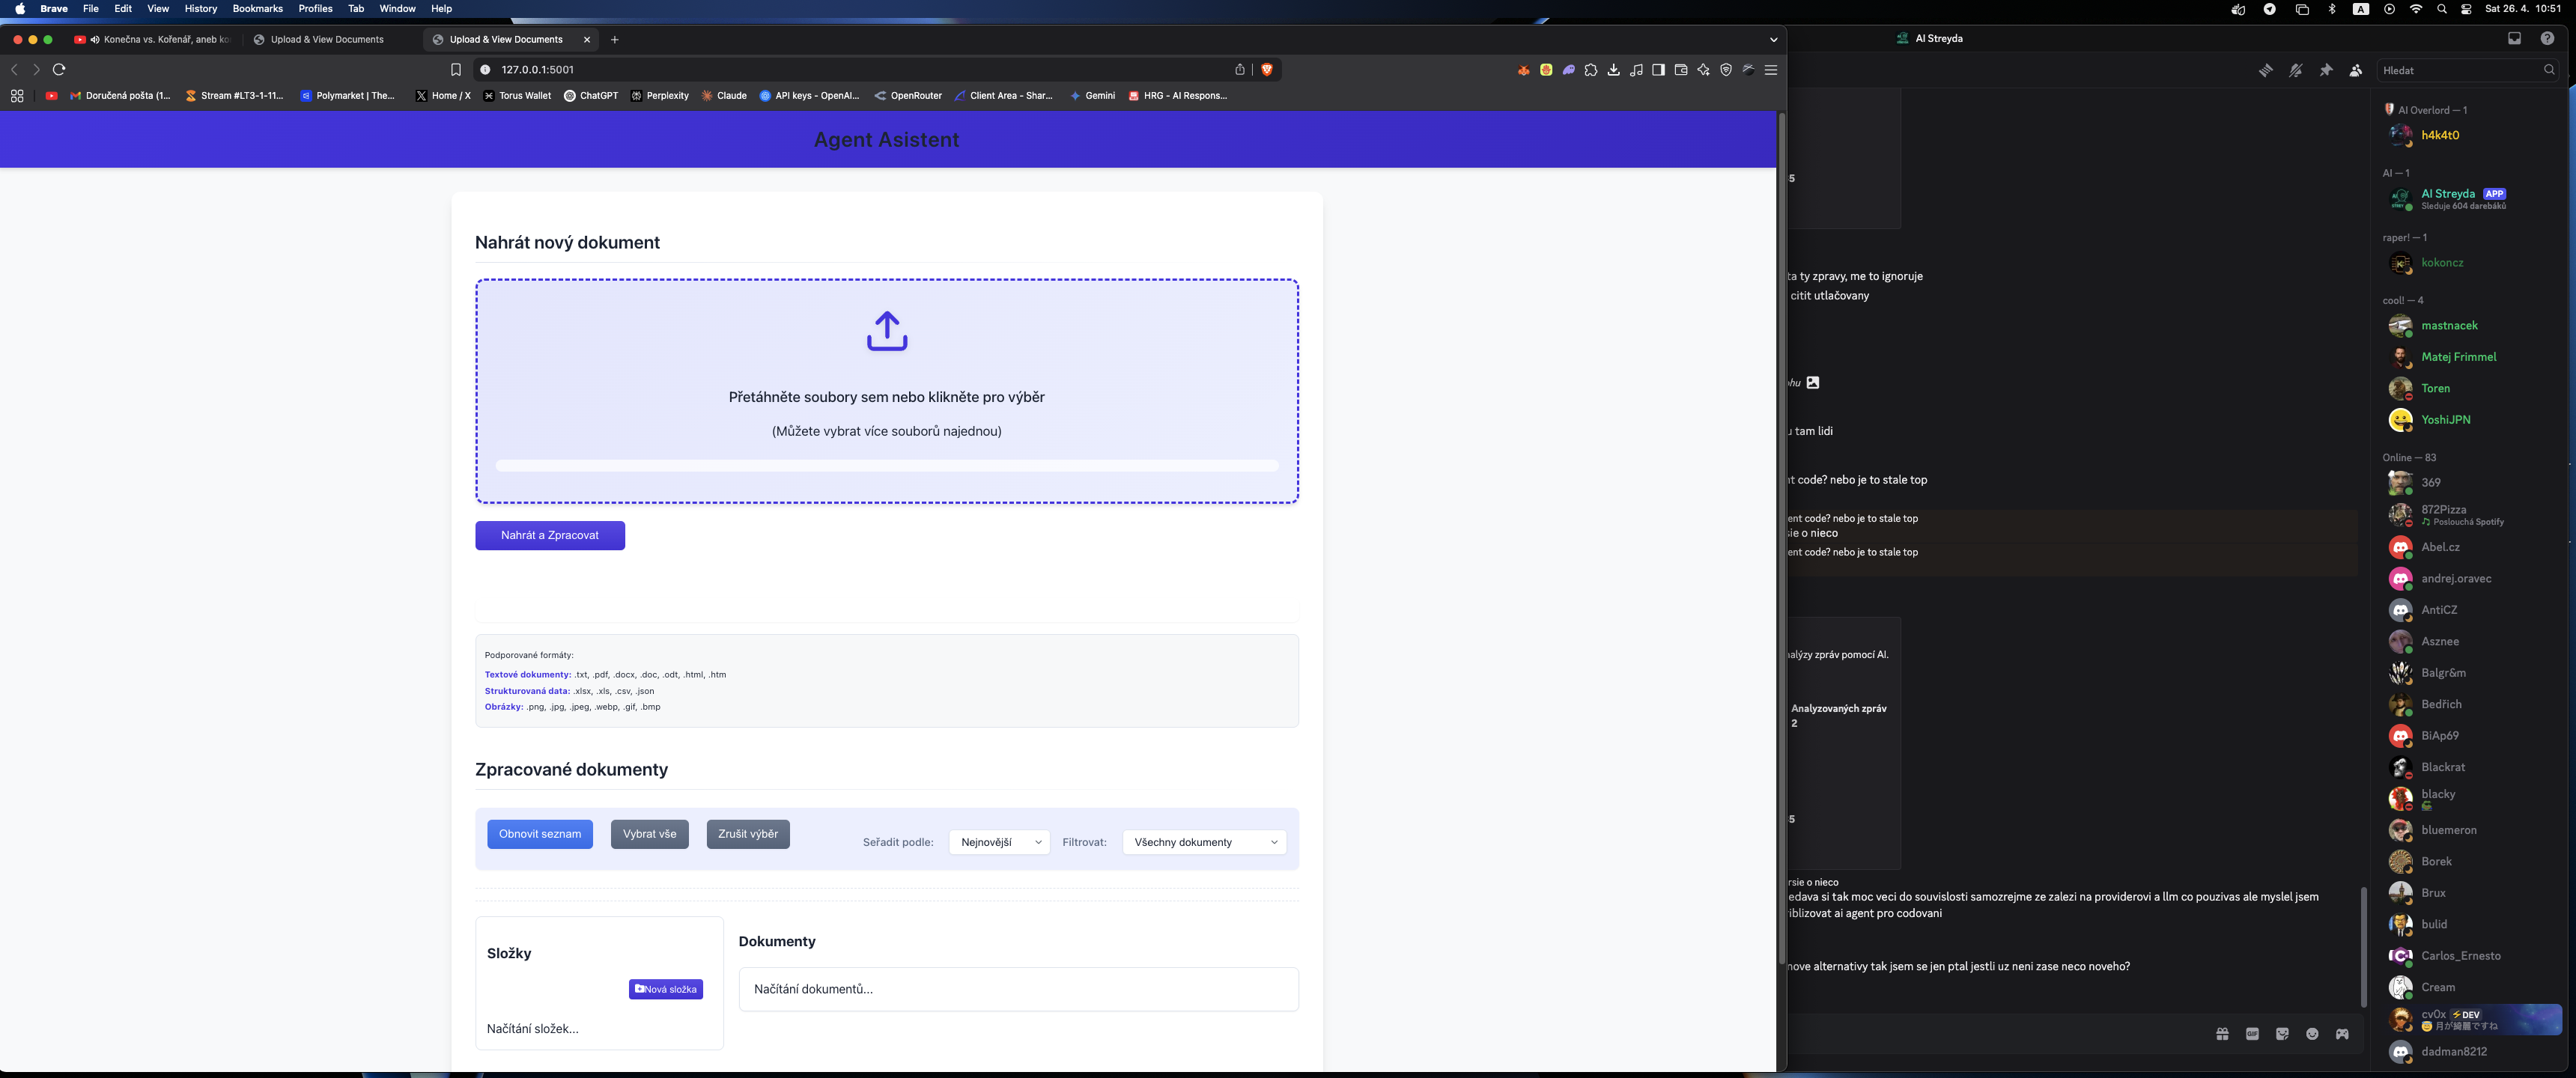 Brave File Edit View History Bookmarks Profiles Tab Window Help
A Sat 26. 4. 10:51
Konečna vs. Kořenář, aneb Upload & View Documents Upload & View Documents
127.0.0.1:5001
Doručená pošta (1... Stream #LT3-1-11... Polymarket | The... Home / X Torus Wallet ChatGPT Perplexity Claude API keys - OpenAI... OpenRouter Client Area - Shar... Gemini HRG - AI Respons...
Agent Asistent
Nahrát nový dokument
Přetáhněte soubory sem nebo klikněte pro výběr
(Můžete vybrat více souborů najednou)
Nahrát a Zpracovat
Podporované formáty:
Textové dokumenty: .txt, .pdf, .docx, .doc, .odt, .html, .htm
Strukturovaná data: .xlsx, .xls, .csv, .json
Obrázky: .png, .jpg, .jpeg, .webp, .gif, .bmp
Zpracované dokumenty
Obnovit seznam Vybrat vše Zrušit výběr Seřadit podle: Nejnovější Filtrovat: Všechny dokumenty
Složky
Nová složka
Načítání složek...
Dokumenty
Načítání dokumentů...
AI Streyda
Hledat
5
ta ty zpravy, me to ignoruje
citit utlačovany
tam lidi
code? nebo je to stale top
ent code? nebo je to stale top
o nieco
ent code? nebo je to stale top
zpráv pomocí AI.
Analyzovaných zpráv
2
5
o nieco
si tak moc veci do souvislosti samozrejme ze zalezi na providerovi a llm co pouzivas ale myslel jsem
ai agent pro codovani
nove alternativy tak jsem se jen ptal jestli uz neni zase neco noveho?
GIF
AI Overlord — 1
h4k4t0
AI — 1
AI Streyda APP
Sleduje 604 darebáků
raper! — 1
kokoncz
cool! — 4
mastnacek
Matej Frimmel
Toren
YoshiJPN
Online — 83
369
872Pizza
Poslouchá Spotify
Abel.cz
andrej.oravec
AntiCZ
Asznee
Balgr&m
Bedřich
BiAp69
Blackrat
blacky
bluemeron
Borek
Brux
bulid
Carlos_Ernesto
Cream
cv0x DEV
月が綺麗ですね
dadman8212